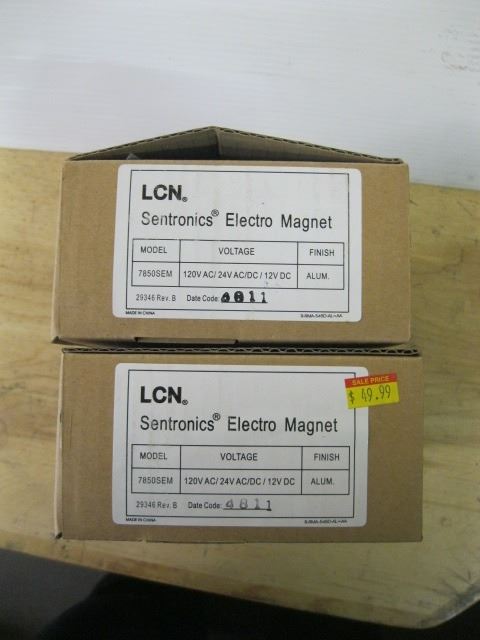 LCN®
Sentronics® Electro Magnet
MODEL VOLTAGE FINISH
7850SEM 120V AC/ 24V AC/DC / 12V DC ALUM.
29346 Rev. B Date Code: 4811
MADE IN CHINA
LCN®
SALE PRICE
$ 49.99
Sentronics® Electro Magnet
MODEL VOLTAGE FINISH
7850SEM 120V AC/ 24V AC/DC / 12V DC ALUM.
29346 Rev. B Date Code: 4811
MADE IN CHINA